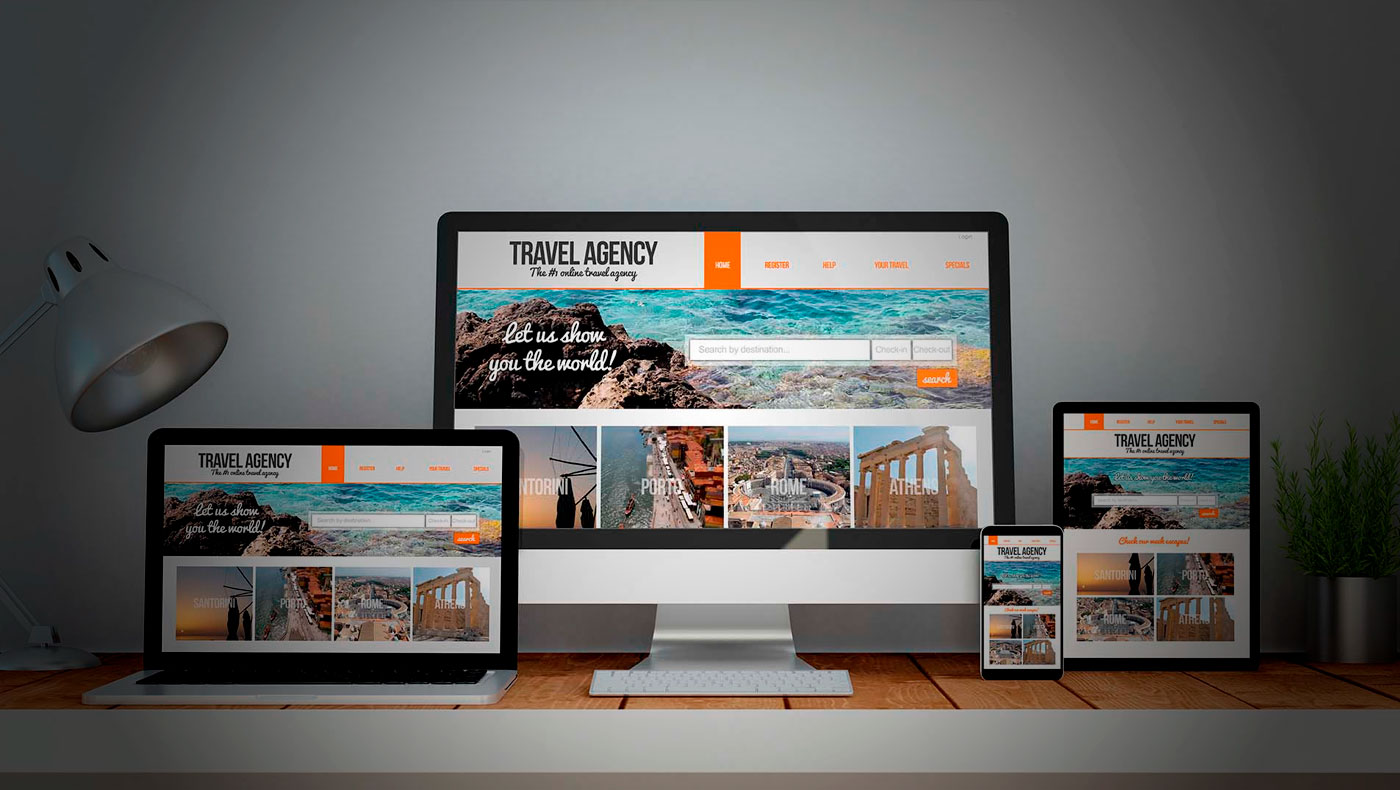 TRAVEL AGENCY
The #1 online travel agency
HOME REGISTER HELP YOUR TRAVEL SPECIALS
Login
Let us show
you the world!
Search by destination... Check-in Check-out
search
SANTORINI PORTO ROME ATHENS
TRAVEL AGENCY
The #1 online travel agency
HOME REGISTER HELP YOUR TRAVEL SPECIALS
Let us show
you the world!
Search by destination Check-in Check-out
search
SANTORINI PORTO ROME ATHENS
HOME REGISTER HELP YOUR TRAVEL SPECIALS
TRAVEL AGENCY
The #1 online travel agency
Let us show you the world!
search
Check our week escapes!
SANTORINI PORTO
ROME ATHENS
TRAVEL AGENCY